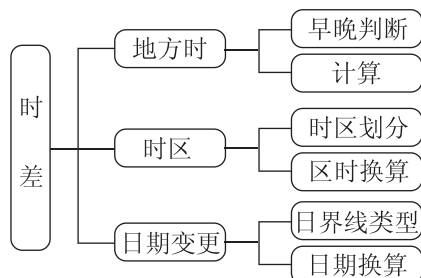 时差
地方时
早晚判断
计算
时区
时区划分
区时换算
日期变更
日界线类型
日期换算